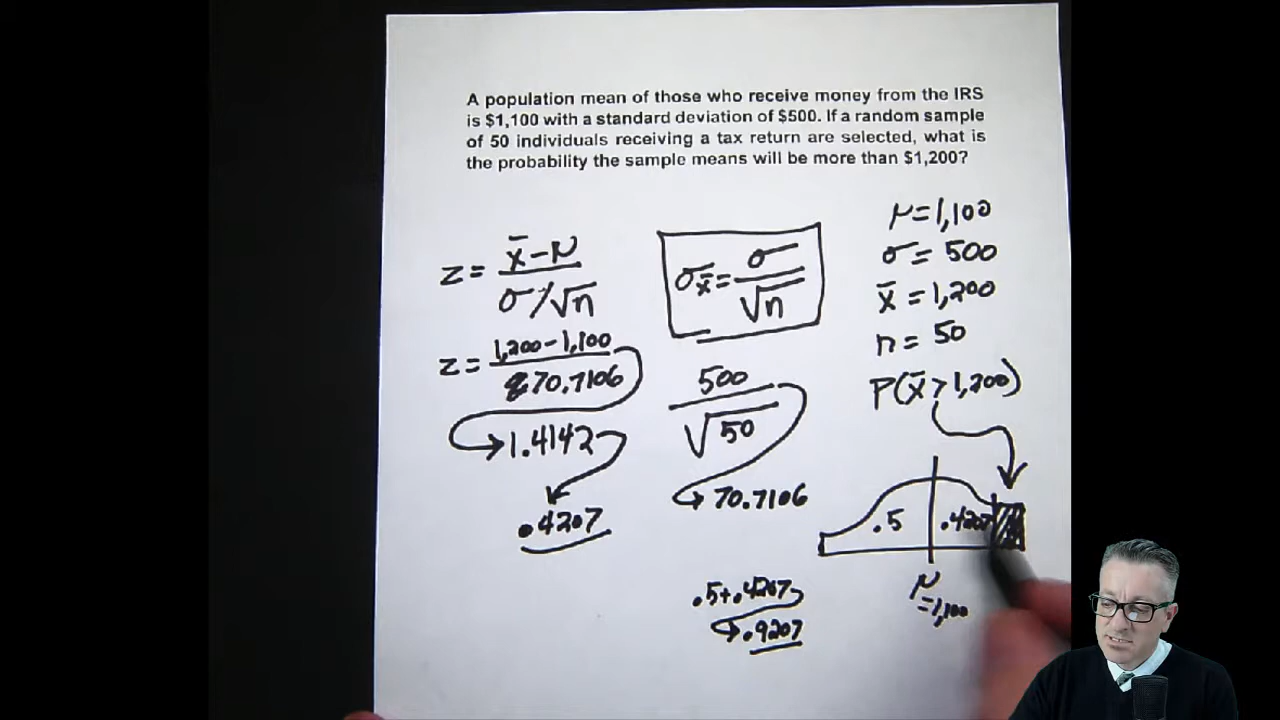 A population mean of those who receive money from the IRS
is $1,100 with a standard deviation of $500. If a random sample
of 50 individuals receiving a tax return are selected, what is
the probability the sample means will be more than $1,200?
z = x̄ - μ / σ/√n
z = 1,200 - 1,100 / 70.7106
1.4142
.4207
σx̄ = σ / √n
500 / √50
70.7106
μ = 1,100
σ = 500
x̄ = 1,200
n = 50
P(x̄ > 1,200)
.5 .4207
μ
= 1,100
.5 + .4207
.9207